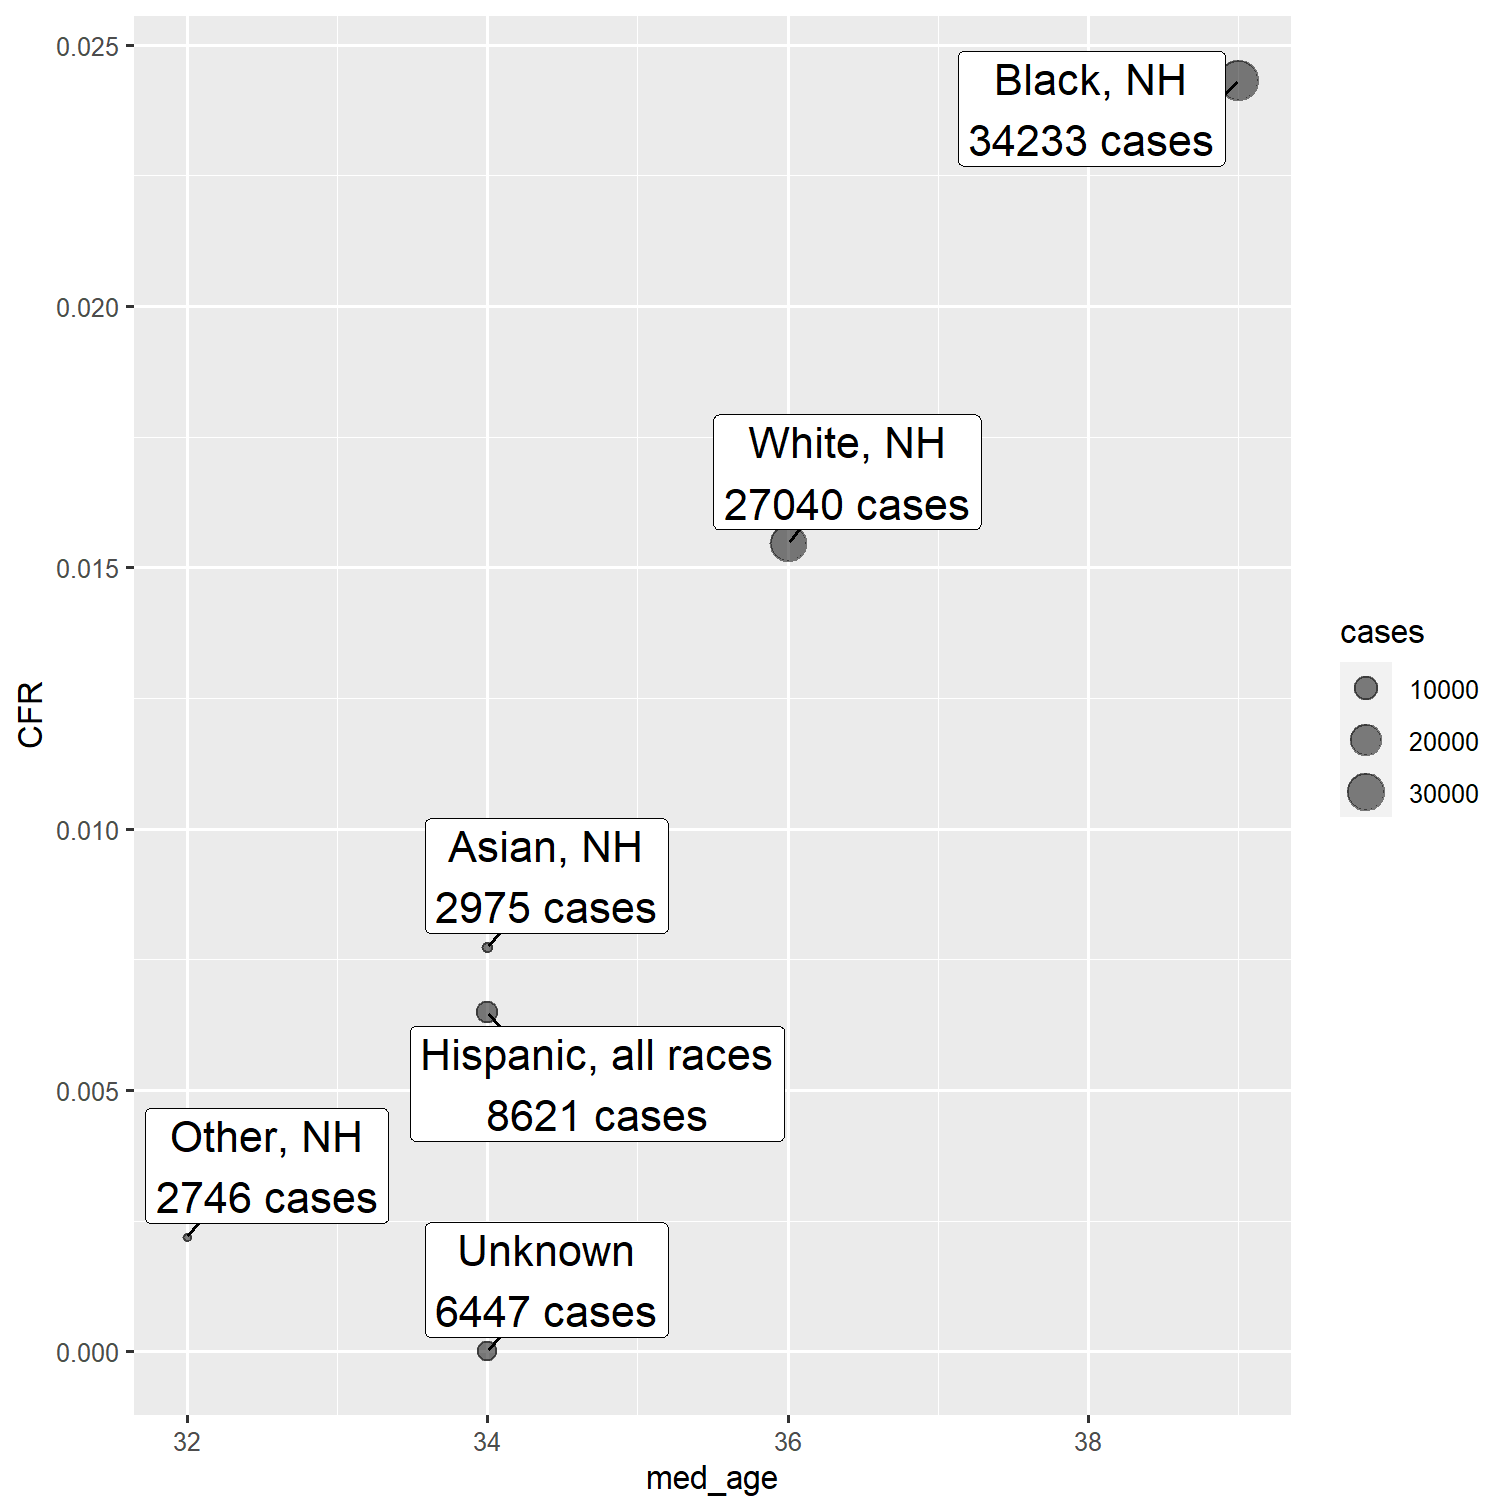 0.025
0.020
0.015
0.010
0.005
0.000
CFR
Black, NH
34233 cases
White, NH
27040 cases
Asian, NH
2975 cases
Hispanic, all races
8621 cases
Other, NH
2746 cases
Unknown
6447 cases
32
34
36
38
med_age
cases
10000
20000
30000